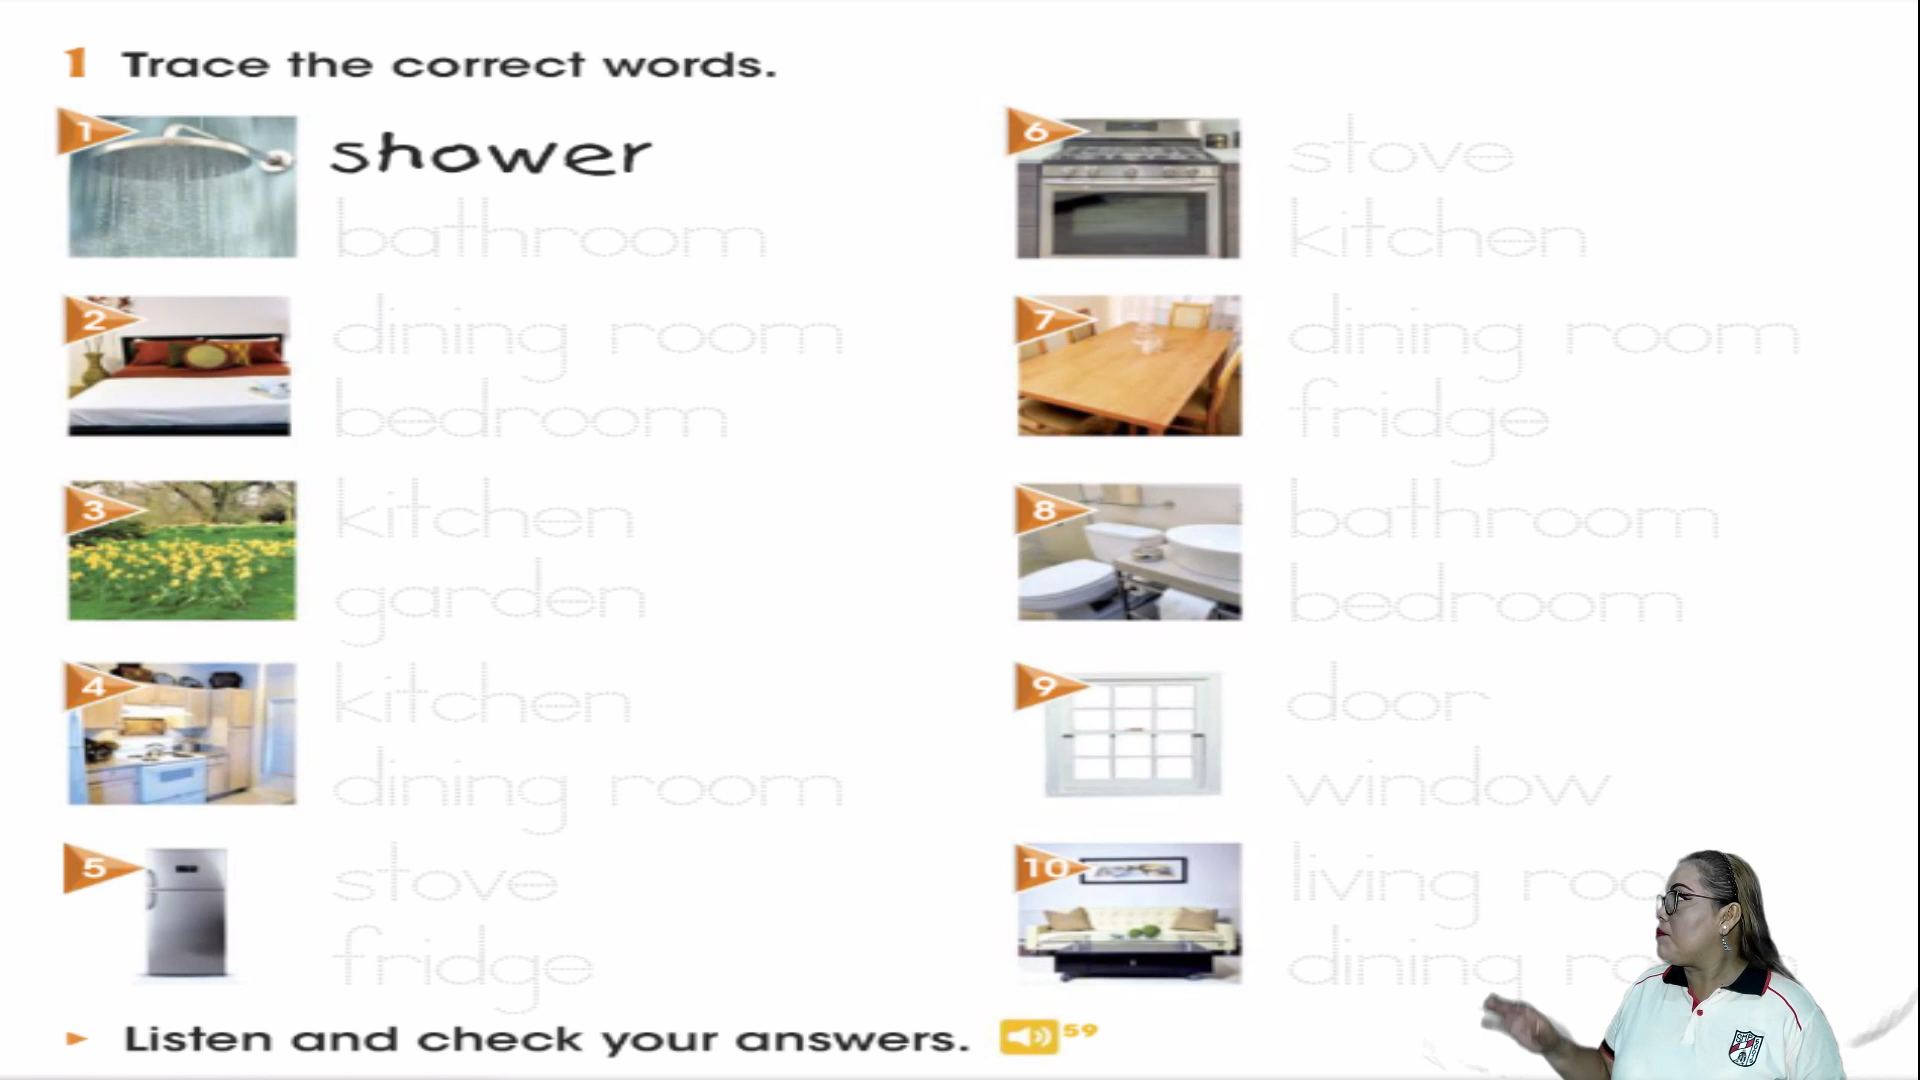 1 Trace the correct words.
1
shower
bathroom
2
dining room
bedroom
3
kitchen
garden
4
kitchen
dining room
5
stove
fridge
6
stove
kitchen
7
dining room
fridge
8
bathroom
bedroom
9
door
window
10
living roo
dining ro
Listen and check your answers. 59